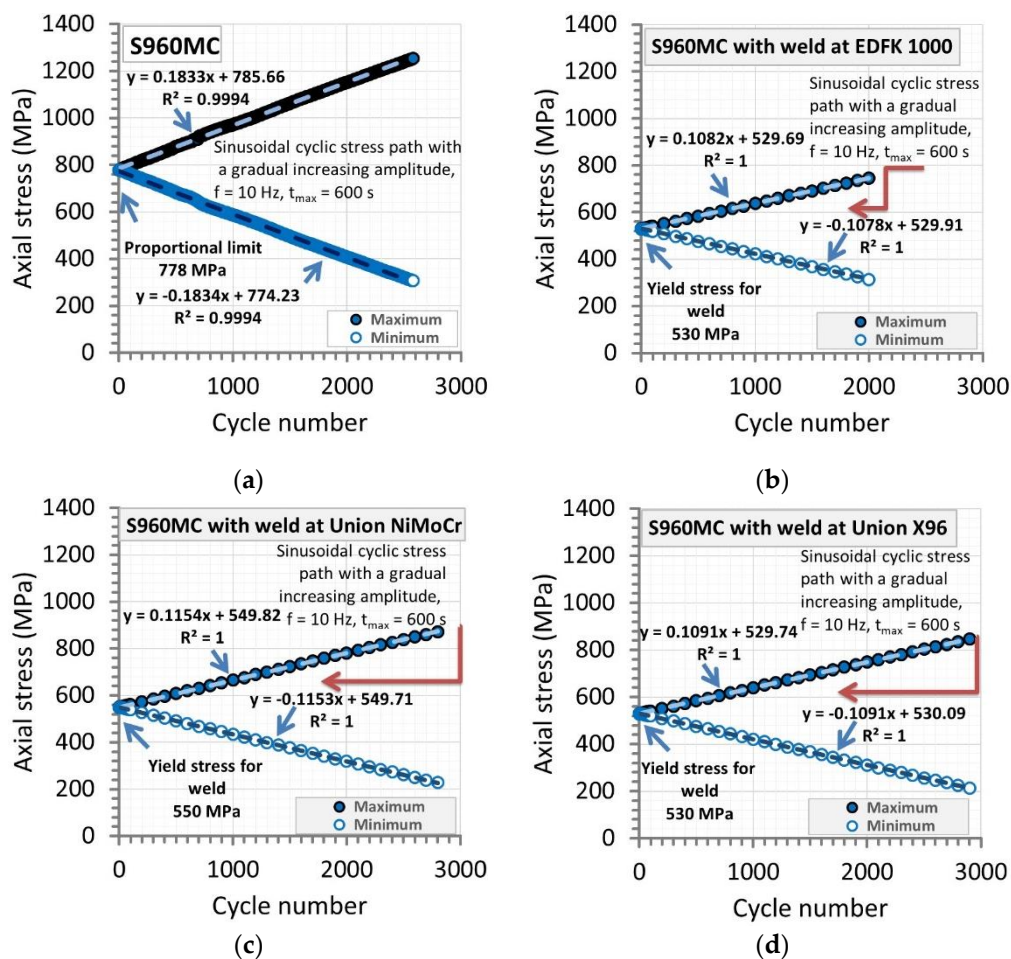 S960MC
y = 0.1833x + 785.66
R² = 0.9994
Sinusoidal cyclic stress path with
a gradual increasing amplitude,
f = 10 Hz, tmax = 600 s
Proportional limit
778 MPa
y = -0.1834x + 774.23
R² = 0.9994
Maximum
Minimum
Axial stress (MPa)
1400
1200
1000
800
600
400
200
0
0 1000 2000 3000
Cycle number
(a)
S960MC with weld at EDFK 1000
Sinusoidal cyclic stress
path with a gradual
increasing amplitude,
f = 10 Hz, tmax = 600 s
y = 0.1082x + 529.69
R² = 1
y = -0.1078x + 529.91
R² = 1
Yield stress for
weld
530 MPa
Maximum
Minimum
Axial stress (MPa)
1400
1200
1000
800
600
400
200
0
0 1000 2000 3000
Cycle number
(b)
S960MC with weld at Union NiMoCr
Sinusoidal cyclic stress
path with a gradual
increasing amplitude,
f = 10 Hz, tmax = 600 s
y = 0.1154x + 549.82
R² = 1
y = -0.1153x + 549.71
R² = 1
Yield stress for
weld
550 MPa
Maximum
Minimum
Axial stress (MPa)
1400
1200
1000
800
600
400
200
0
0 1000 2000 3000
Cycle number
(c)
S960MC with weld at Union X96
Sinusoidal cyclic stress
path with a gradual
increasing amplitude,
f = 10 Hz, tmax = 600 s
y = 0.1091x + 529.74
R² = 1
y = -0.1091x + 530.09
R² = 1
Yield stress for
weld
530 MPa
Maximum
Minimum
Axial stress (MPa)
1400
1200
1000
800
600
400
200
0
0 1000 2000 3000
Cycle number
(d)